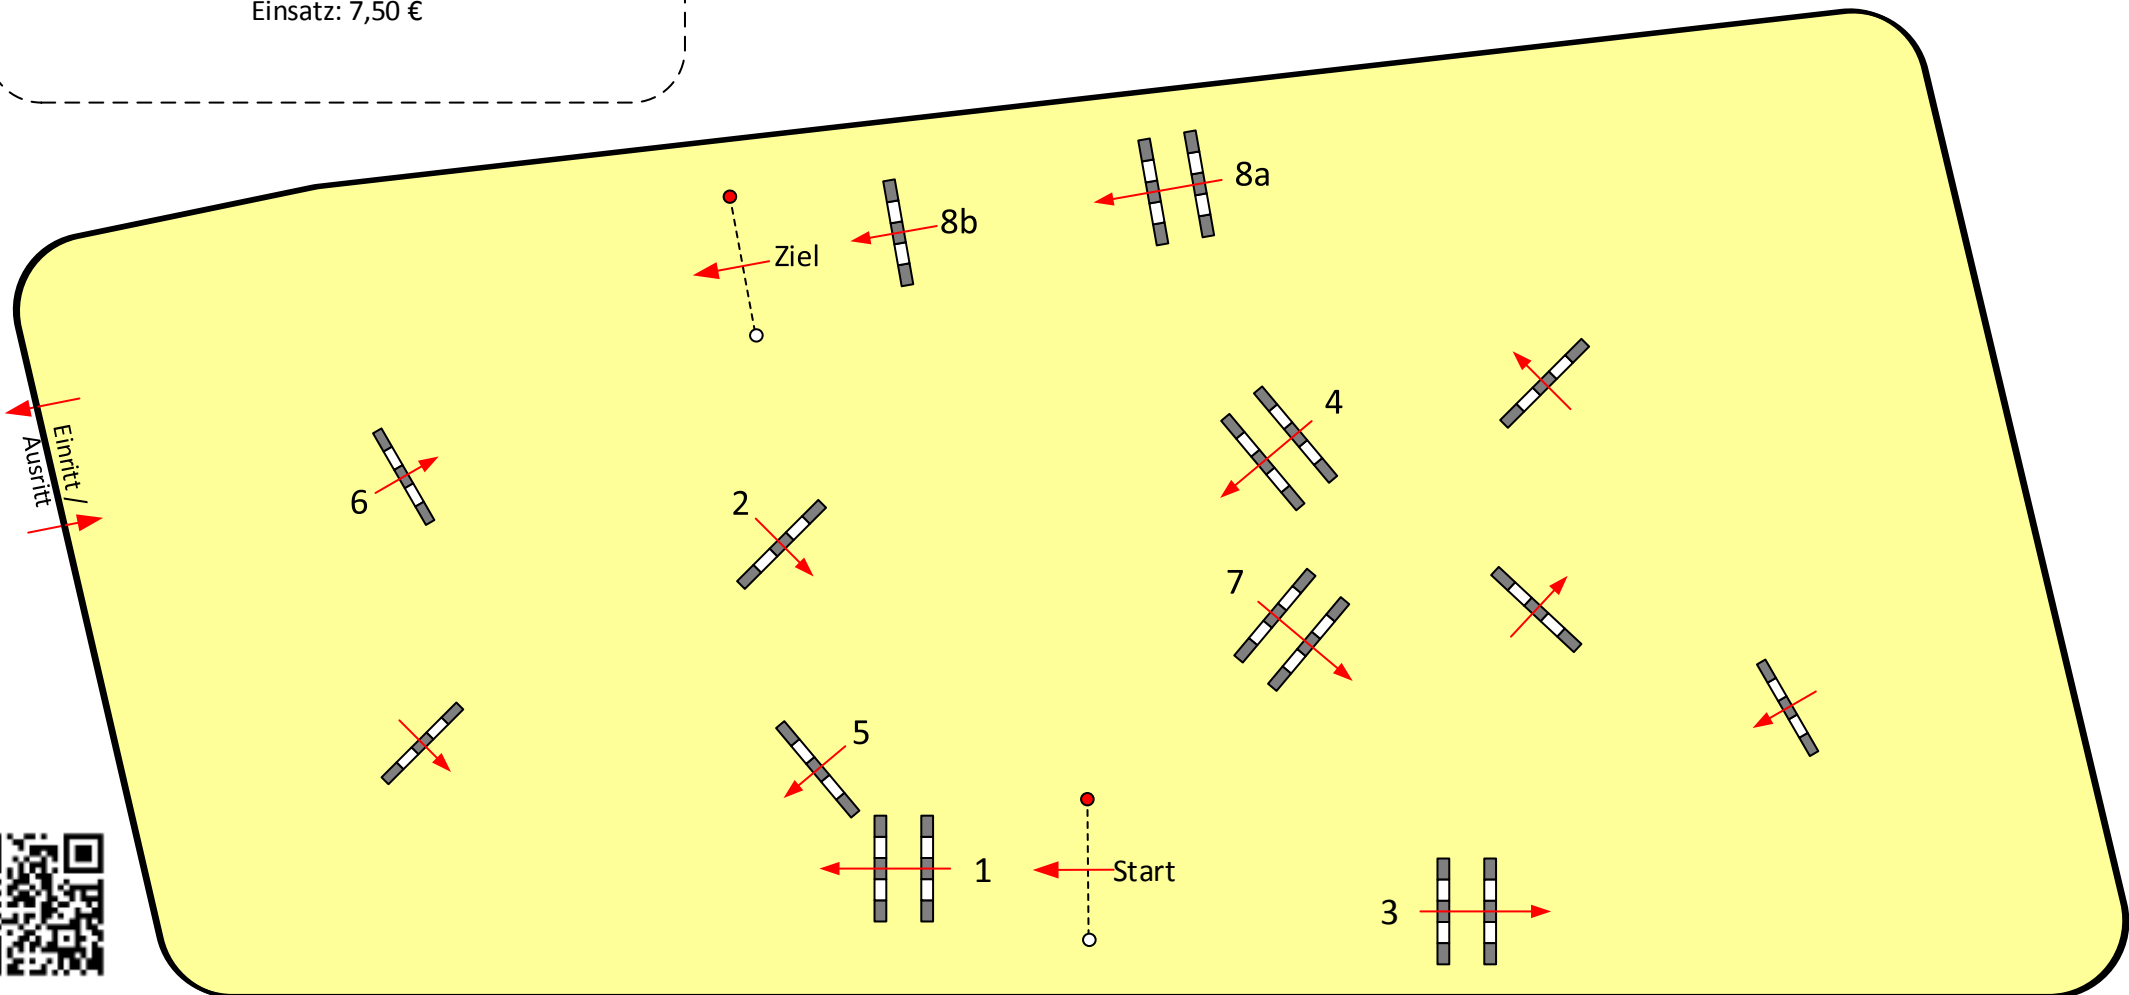 Einsatz: 7,50 €
8a
8b
Ziel
4
Einritt /
Ausritt
6
2
7
5
1
Start
3